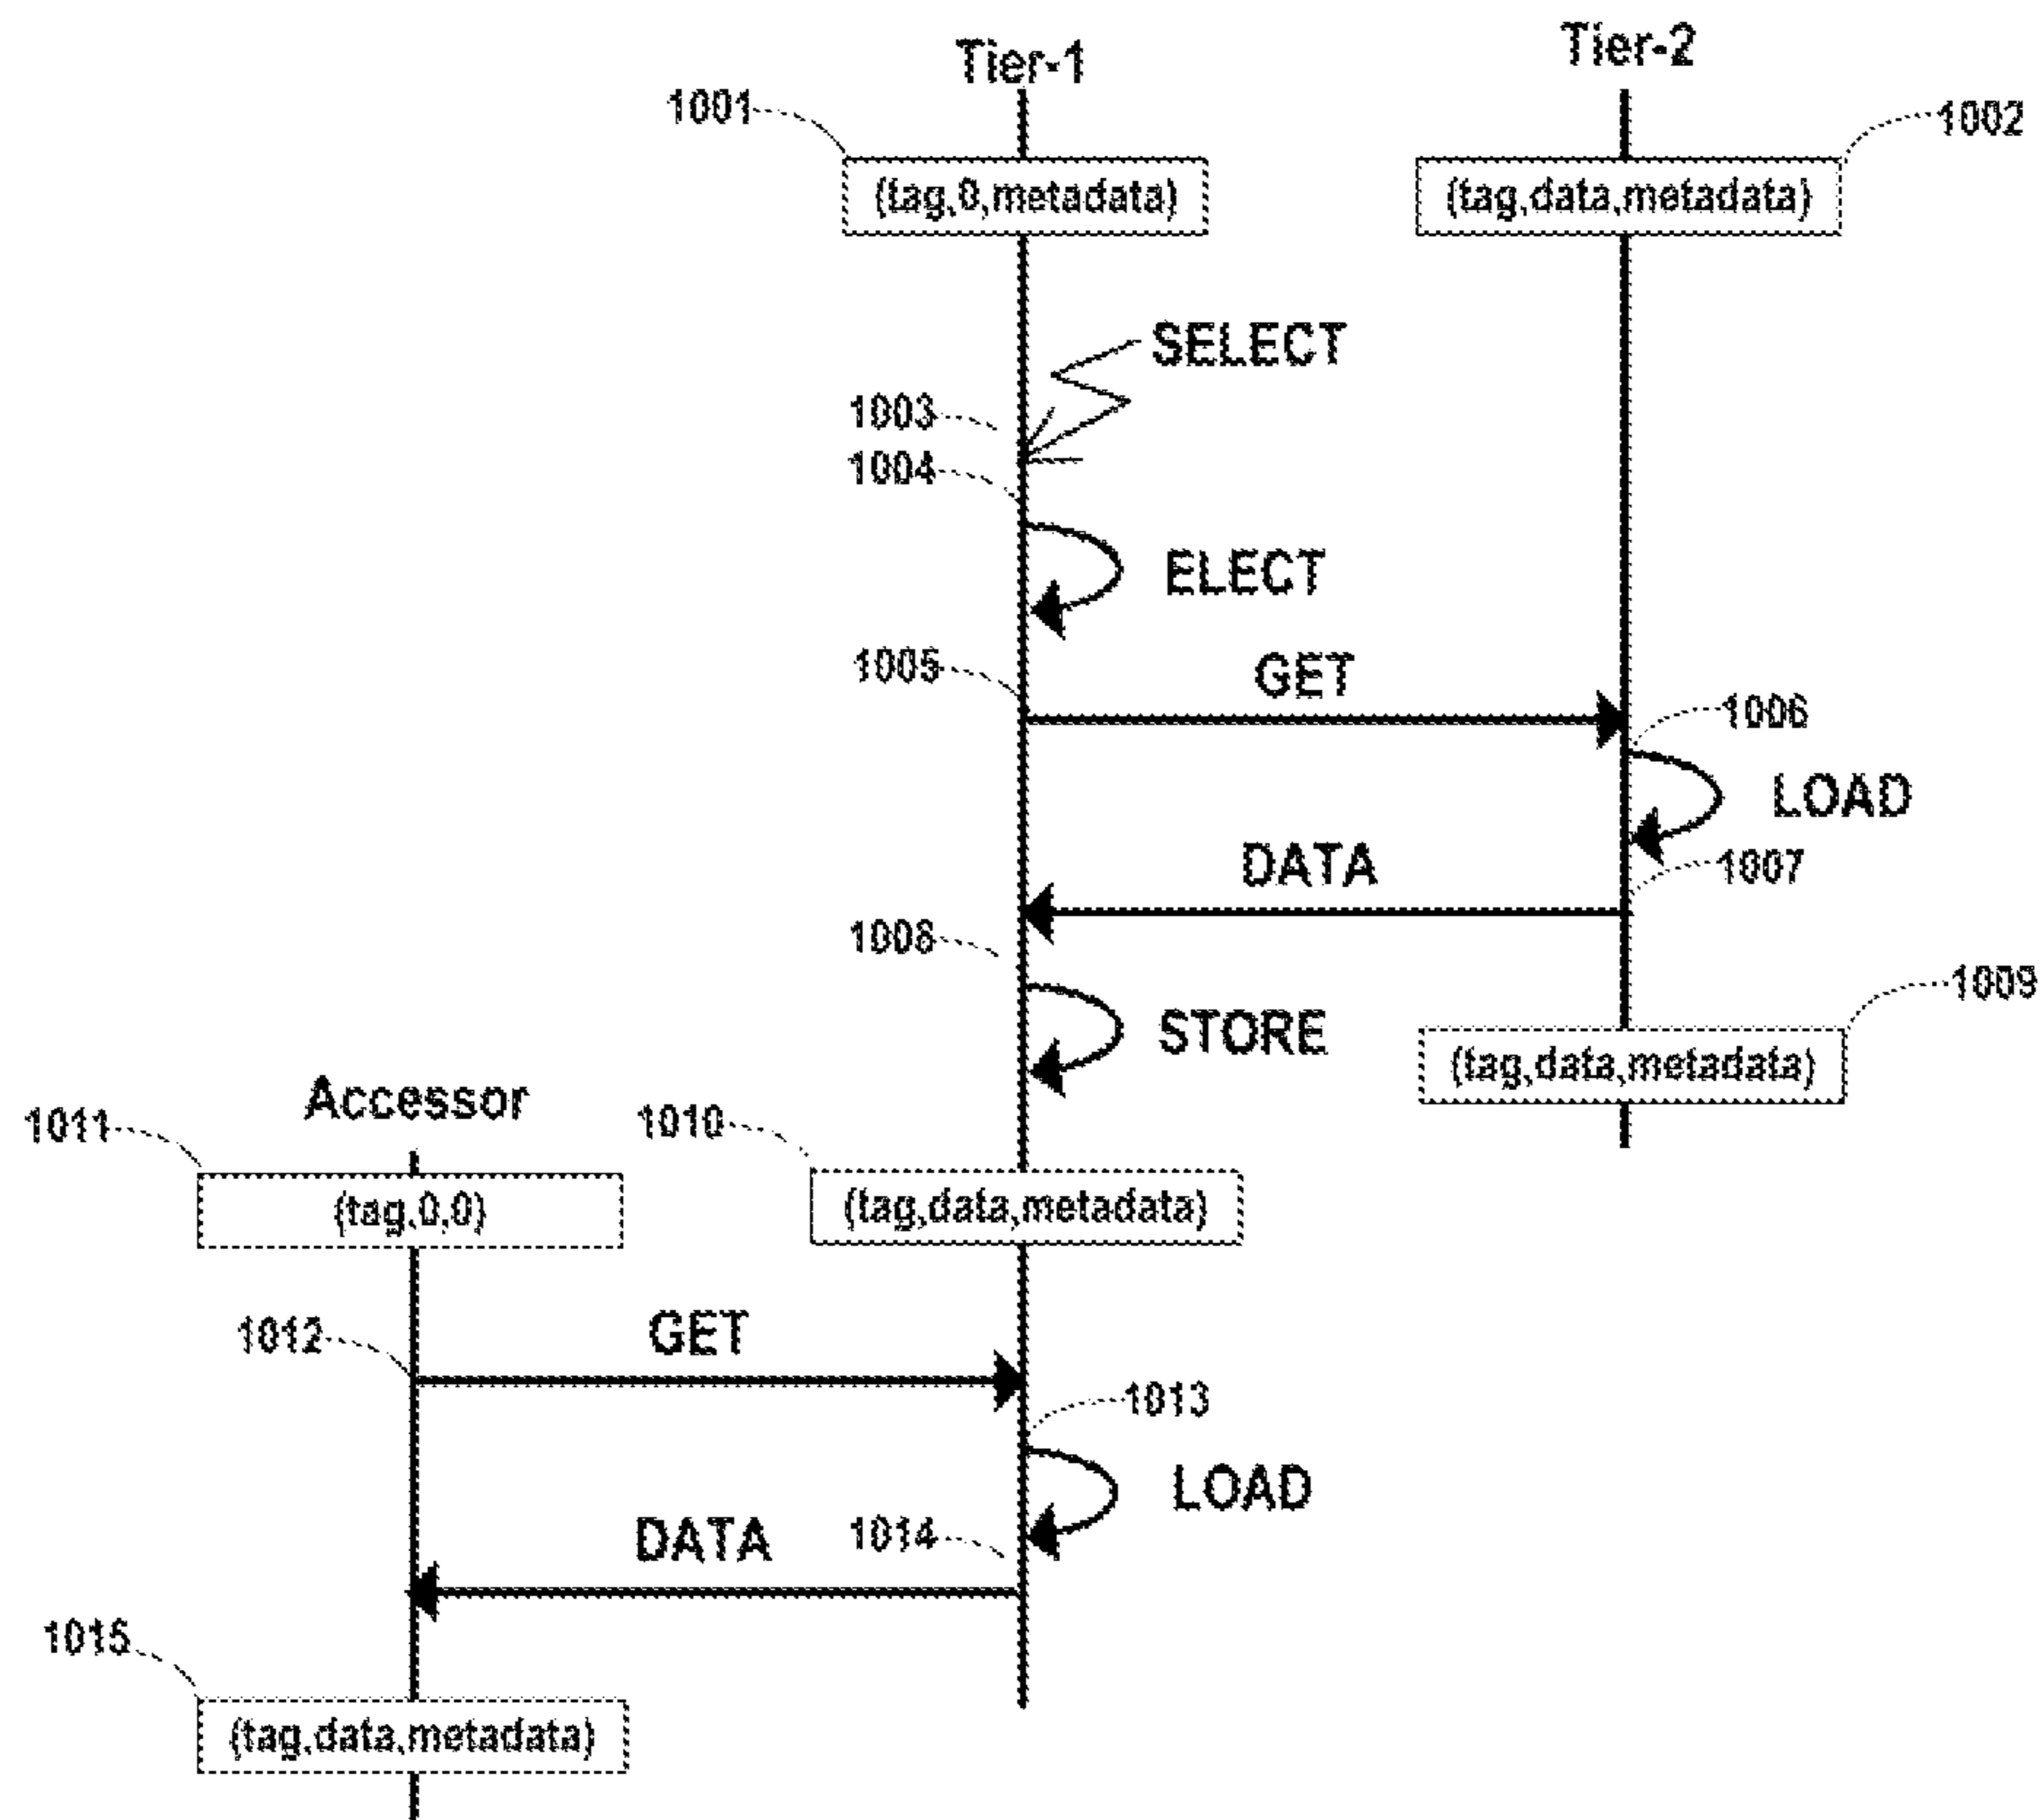 Tier-1
Tier-2
1001
1002
(tag,0,metadata)
(tag,data,metadata)
SELECT
1003
1004
ELECT
1005
GET
1006
LOAD
DATA
1007
1008
STORE
1009
(tag,data,metadata)
Accessor
1011
1010
(tag,0,0)
(tag,data,metadata)
1012
GET
1013
LOAD
DATA
1014
1015
(tag,data,metadata)